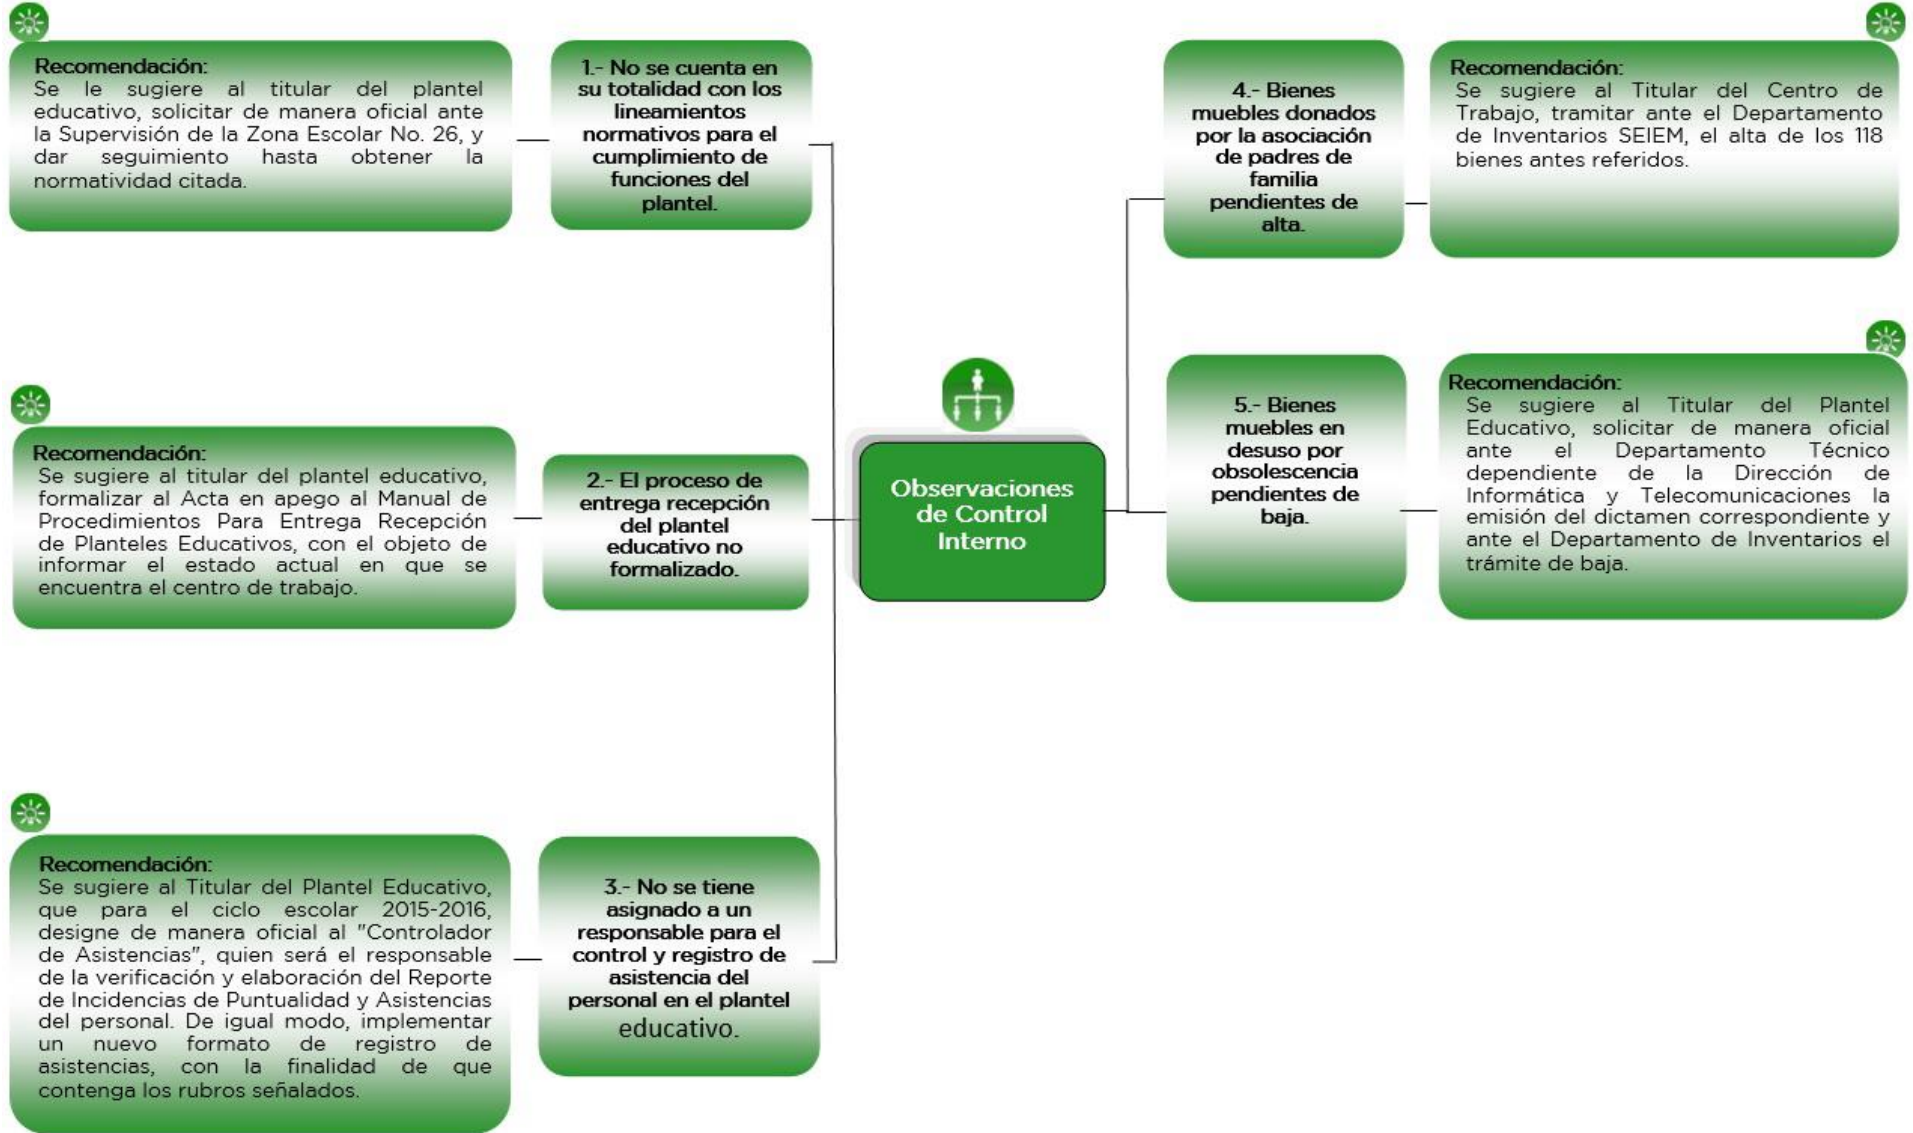 Recomendación:
Se le sugiere al titular del plantel
educativo, solicitar de manera oficial ante
la Supervisión de la Zona Escolar No. 26, y
dar seguimiento hasta obtener la
normatividad citada.
1.- No se cuenta en
su totalidad con los
lineamientos
normativos para el
cumplimiento de
funciones del
plantel.
Recomendación:
Se sugiere al titular del plantel educativo,
formalizar al Acta en apego al Manual de
Procedimientos Para Entrega Recepción
de Planteles Educativos, con el objeto de
informar el estado actual en que se
encuentra el centro de trabajo.
2.- El proceso de
entrega recepción
del plantel
educativo no
formalizado.
Recomendación:
Se sugiere al Titular del Plantel Educativo,
que para el ciclo escolar 2015-2016,
designe de manera oficial al "Controlador
de Asistencias", quien será el responsable
de la verificación y elaboración del Reporte
de Incidencias de Puntualidad y Asistencias
del personal. De igual modo, implementar
un nuevo formato de registro de
asistencias, con la finalidad de que
contenga los rubros señalados.
3.- No se tiene
asignado a un
responsable para el
control y registro de
asistencia del
personal en el plantel
educativo.
Observaciones
de Control
Interno
4.- Bienes
muebles donados
por la asociación
de padres de
familia
pendientes de
alta.
Recomendación:
Se sugiere al Titular del Centro de
Trabajo, tramitar ante el Departamento
de Inventarios SEIEM, el alta de los 118
bienes antes referidos.
5.- Bienes
muebles en
desuso por
obsolescencia
pendientes de
baja.
Recomendación:
Se sugiere al Titular del Plantel
Educativo, solicitar de manera oficial
ante el Departamento Técnico
dependiente de la Dirección de
Informática y Telecomunicaciones la
emisión del dictamen correspondiente y
ante el Departamento de Inventarios el
trámite de baja.